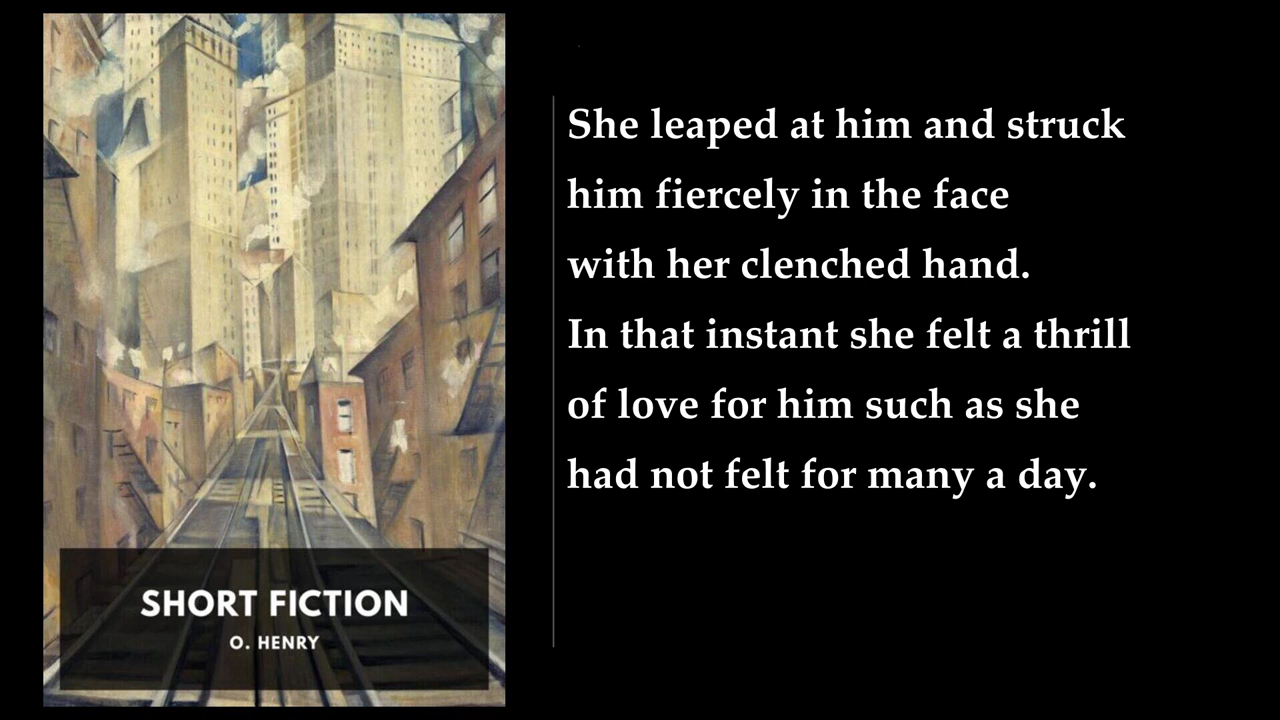 She leaped at him and struck
him fiercely in the face
with her clenched hand.
In that instant she felt a thrill
of love for him such as she
had not felt for many a day.
SHORT FICTION
O. HENRY